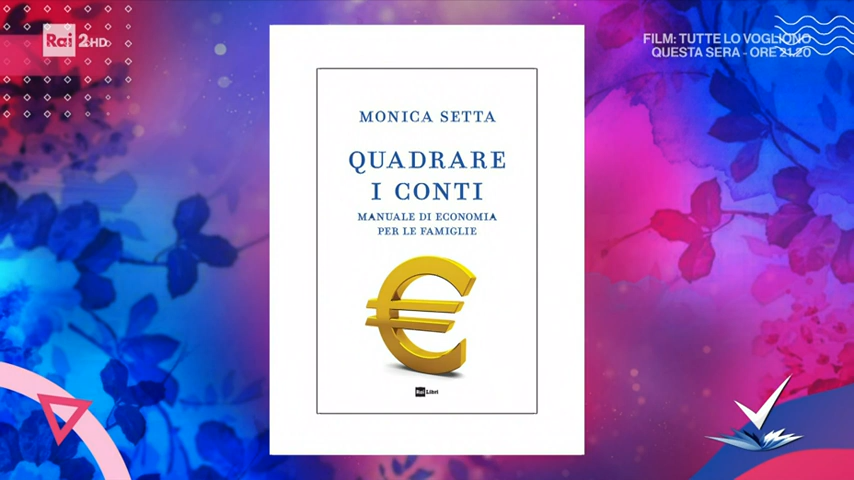 Rai 2HD
FILM: TUTTE LO VOGLIONO
QUESTA SERA - ORE 21.20
MONICA SETTA
QUADRARE
I CONTI
MANUALE DI ECONOMIA
PER LE FAMIGLIE
€
Rai Libri